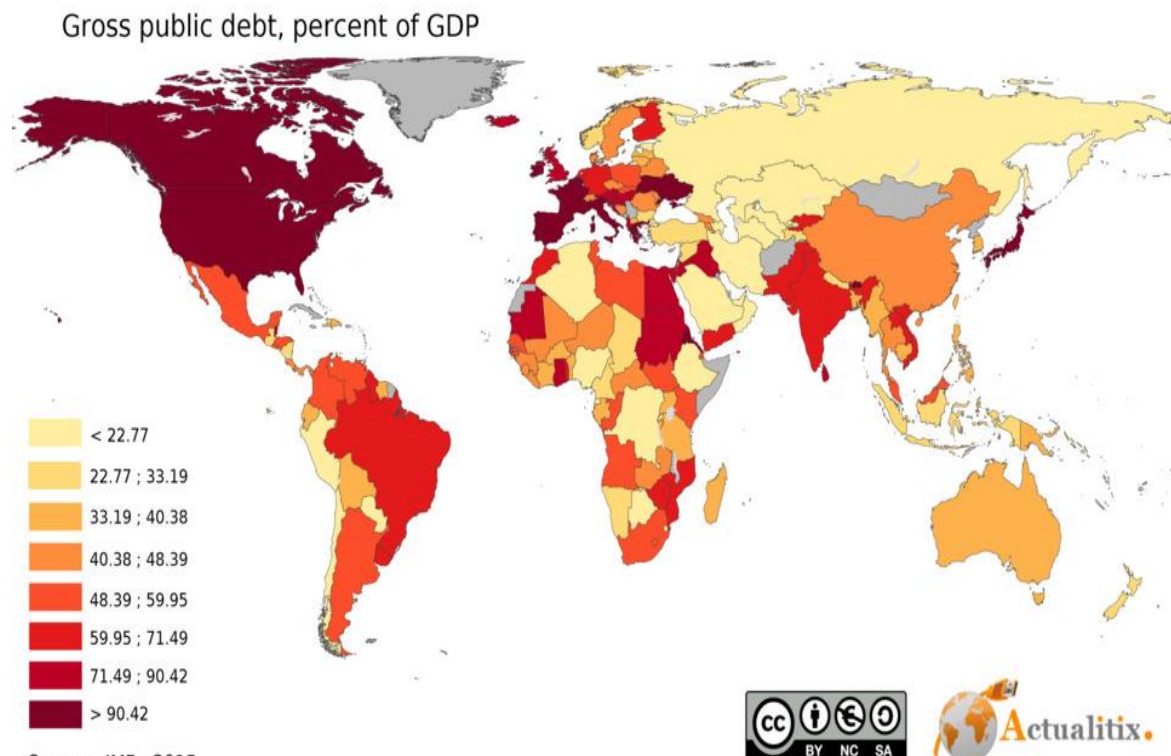 Gross public debt, percent of GDP
< 22.77
22.77 ; 33.19
33.19 ; 40.38
40.38 ; 48.39
48.39 ; 59.95
59.95 ; 71.49
71.49 ; 90.42
> 90.42
cc
BY NC SA
Actualitix.